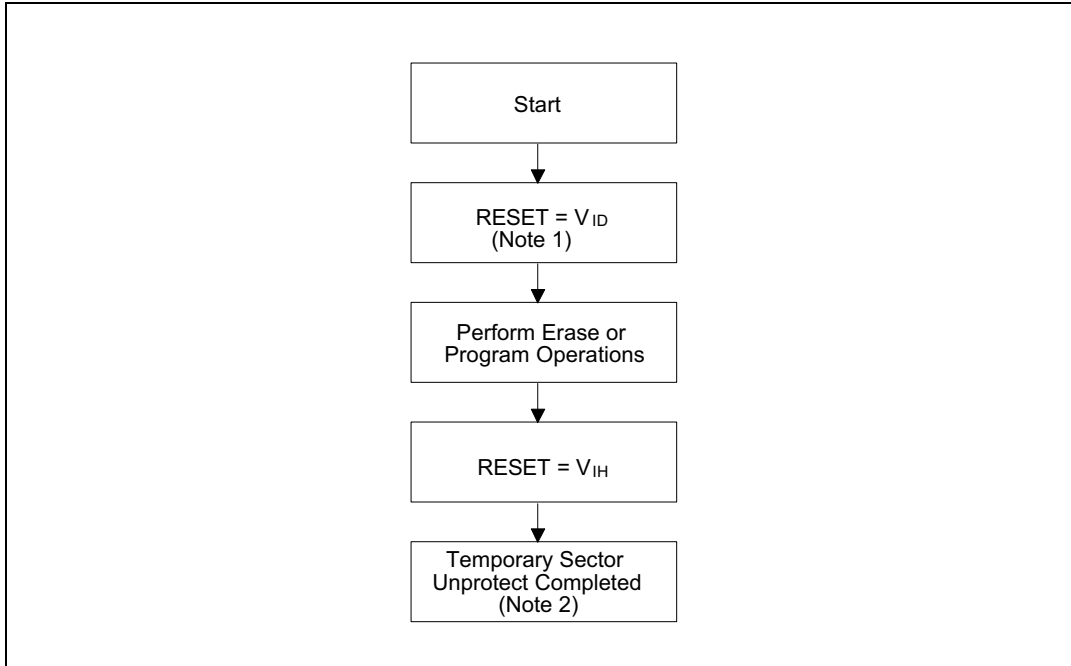 Start
RESET = VID
(Note 1)
Perform Erase or
Program Operations
RESET = VIH
Temporary Sector
Unprotect Completed
(Note 2)